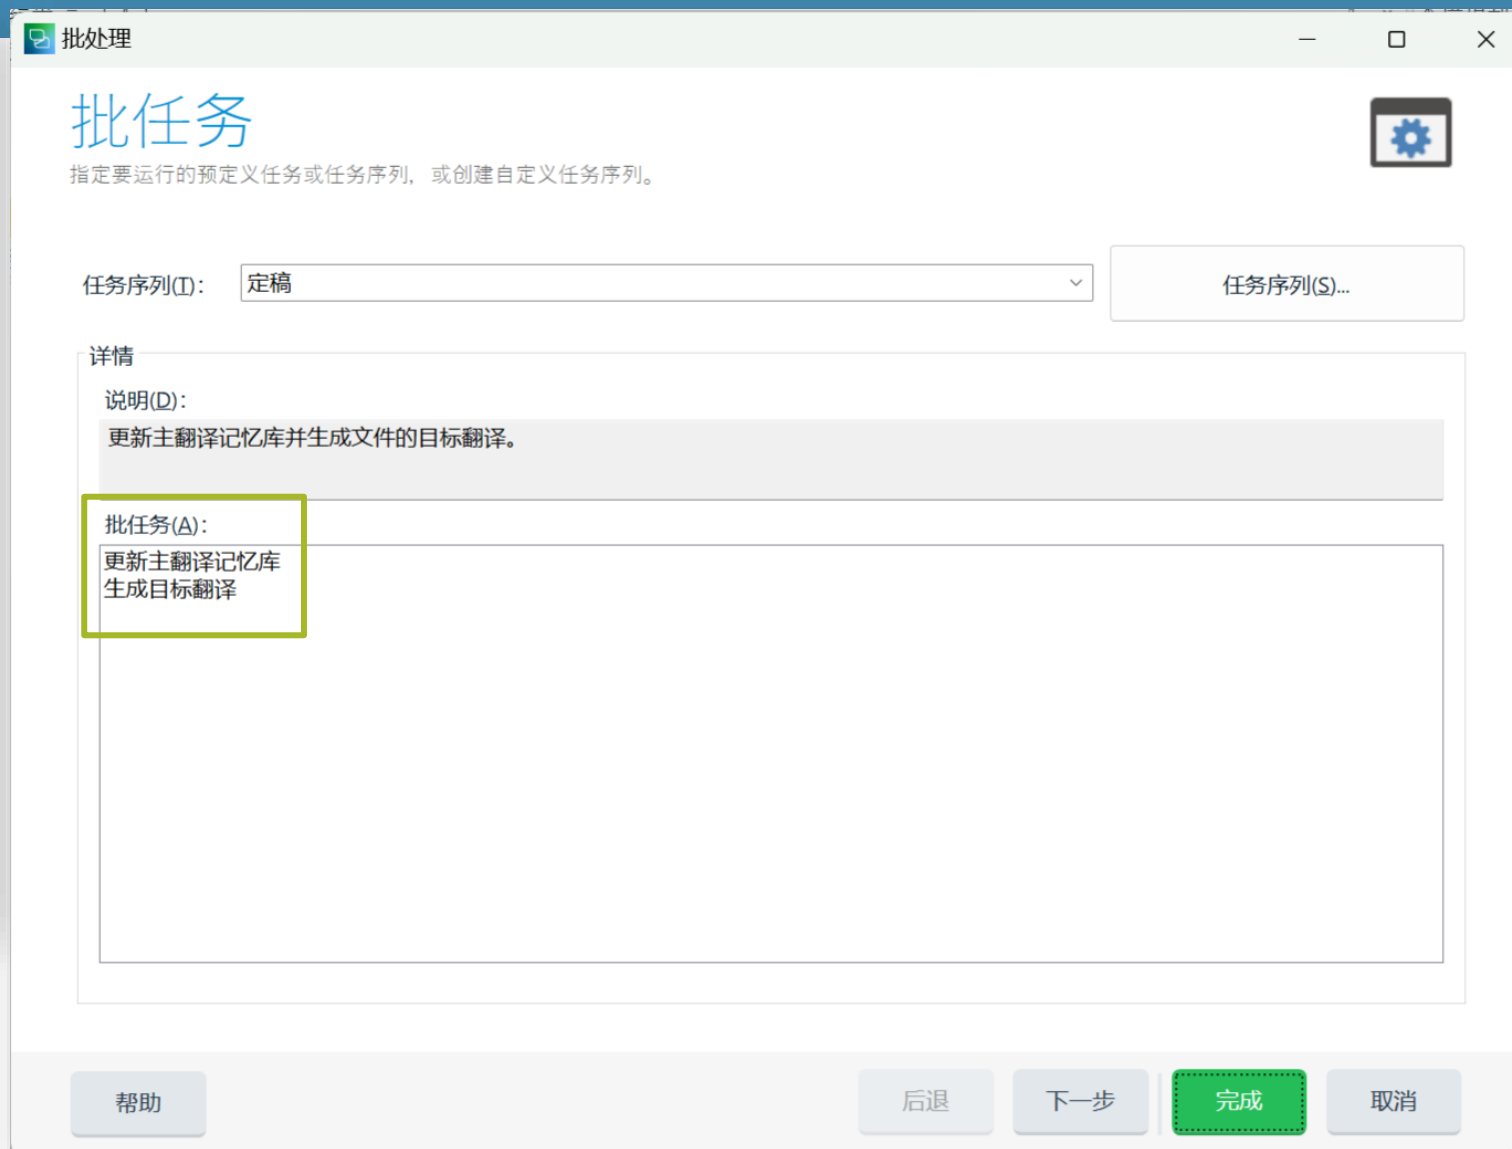 批处理
批任务
指定要运行的预定义任务或任务序列，或创建自定义任务序列。
任务序列(T)：
定稿
任务序列(S)...
详情
说明(D)：
更新主翻译记忆库并生成文件的目标翻译。
批任务(A)：
更新主翻译记忆库
生成目标翻译
帮助
后退
下一步
完成
取消